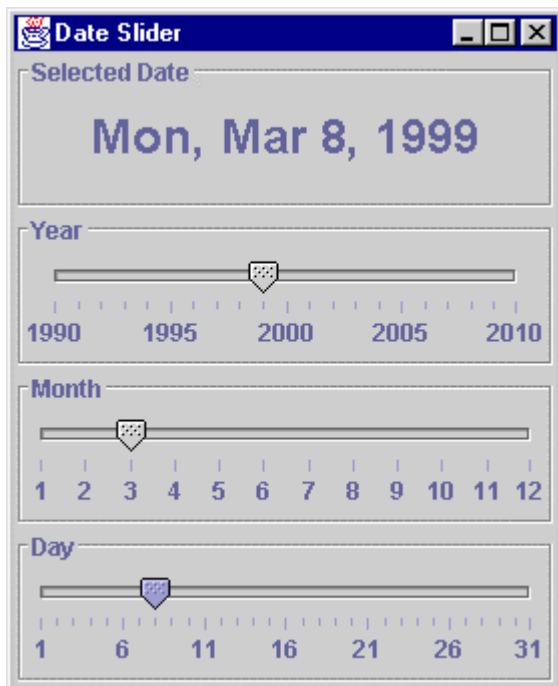 Date Slider
Selected Date
Mon, Mar 8, 1999
Year
1990 1995 2000 2005 2010
Month
1 2 3 4 5 6 7 8 9 10 11 12
Day
1 6 11 16 21 26 31